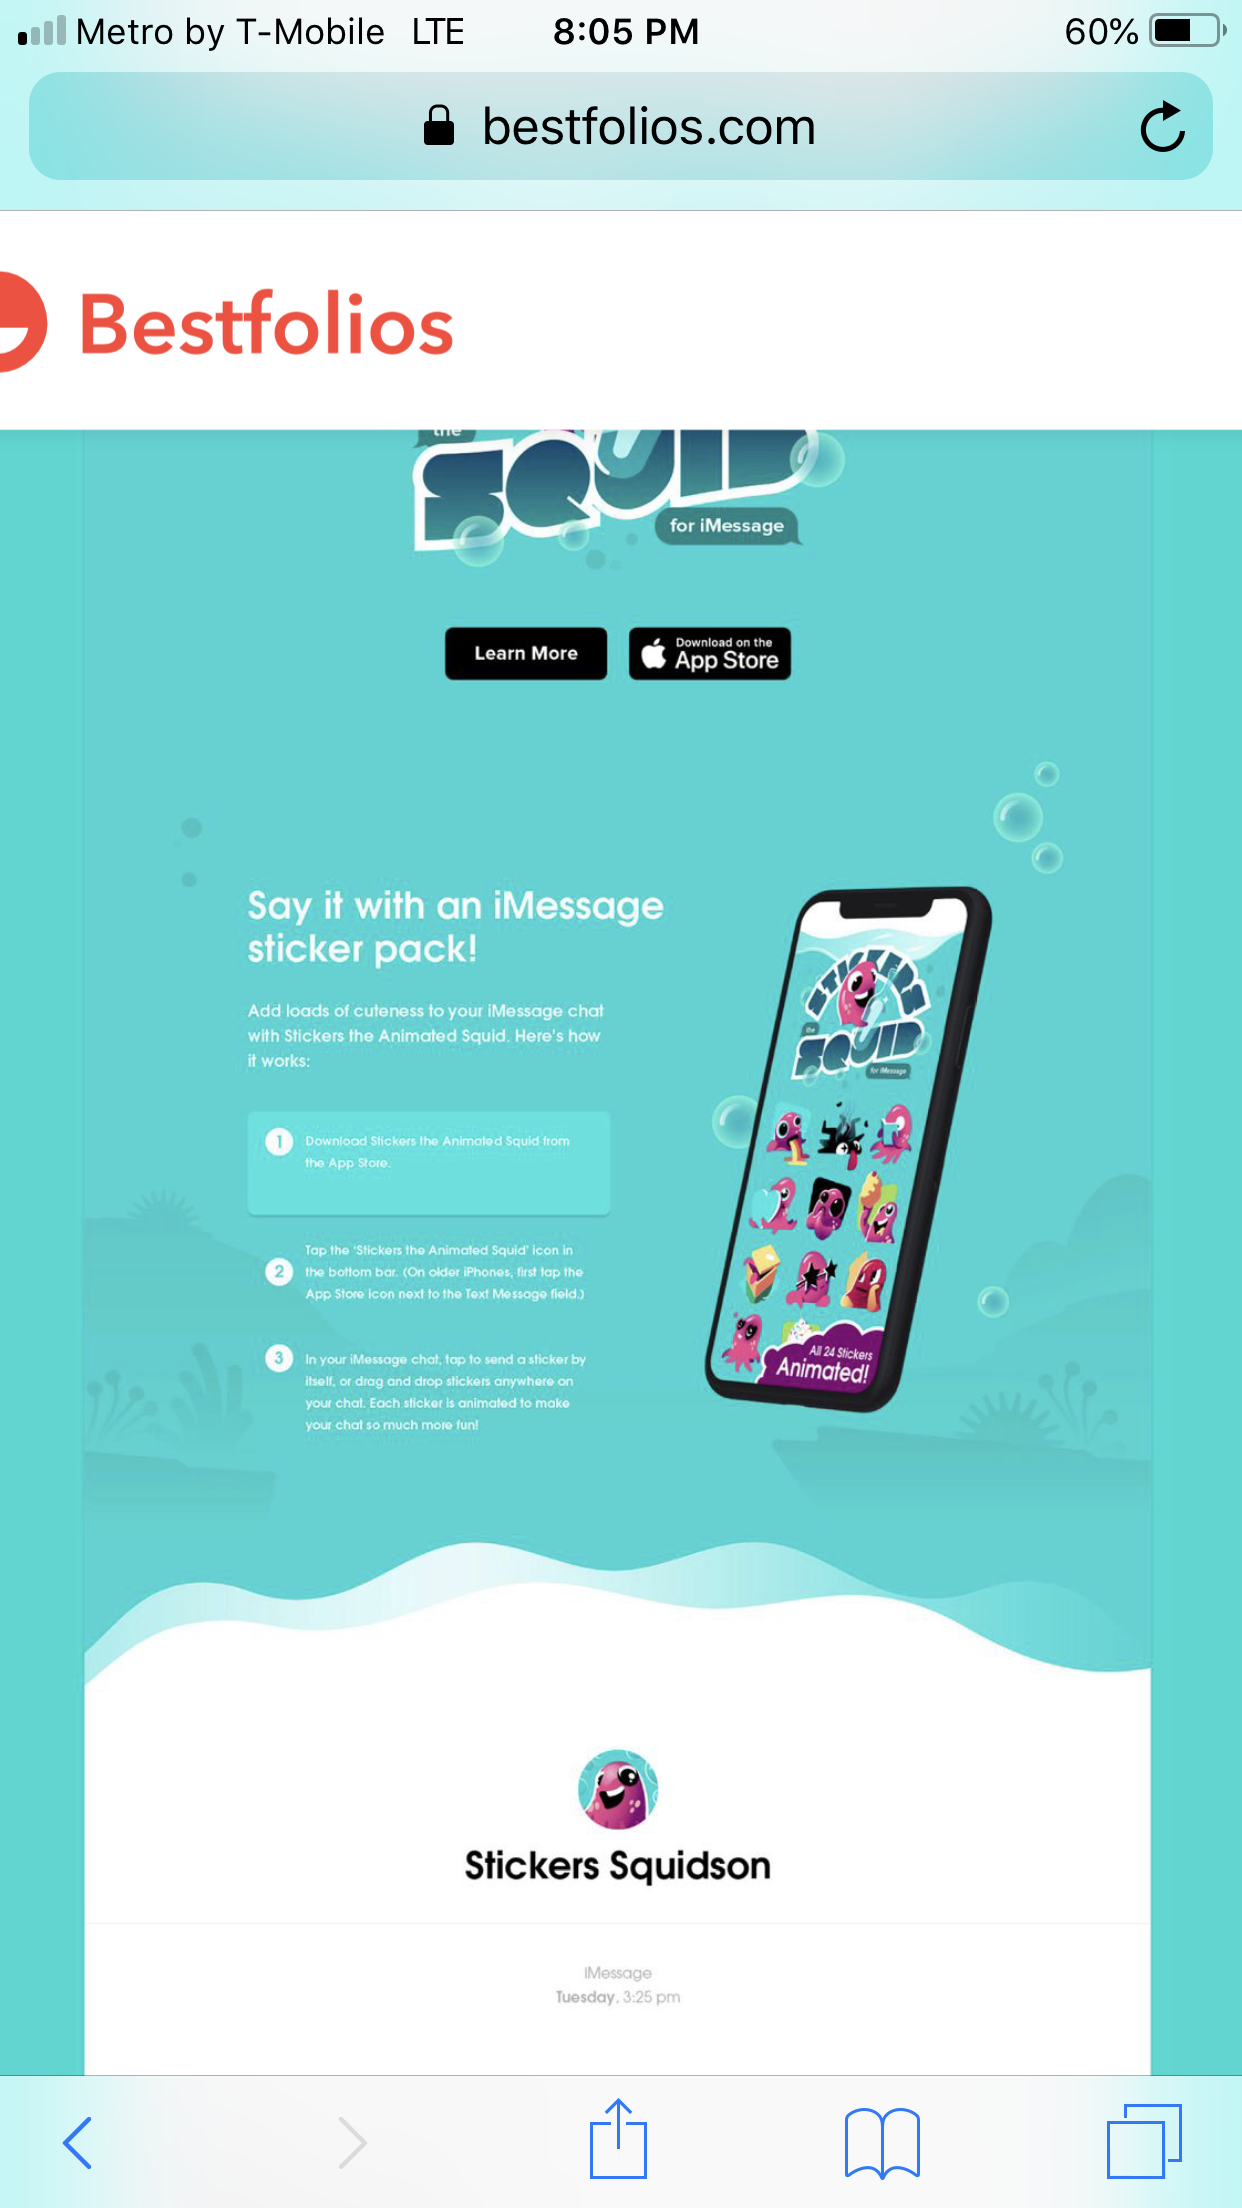 Metro by T-Mobile LTE 8:05 PM 60%
bestfolios.com
Bestfolios
the
SQUID
for iMessage
Learn More
Download on the
App Store
Say it with an iMessage
sticker pack!
Add loads of cuteness to your iMessage chat
with Stickers the Animated Squid. Here's how
it works:
1
Download Stickers the Animated Squid from
the App Store.
2
Tap the 'Stickers the Animated Squid' icon in
the bottom bar. (On older iPhones, first tap the
App Store icon next to the Text Message field.)
3
In your iMessage chat, tap to send a sticker by
itself, or drag and drop stickers anywhere on
your chat. Each sticker is animated to make
your chat so much more fun!
STICKERS
the
SQUID
for iMessage
All 24 Stickers
Animated!
Stickers Squidson
iMessage
Tuesday, 3:25 pm